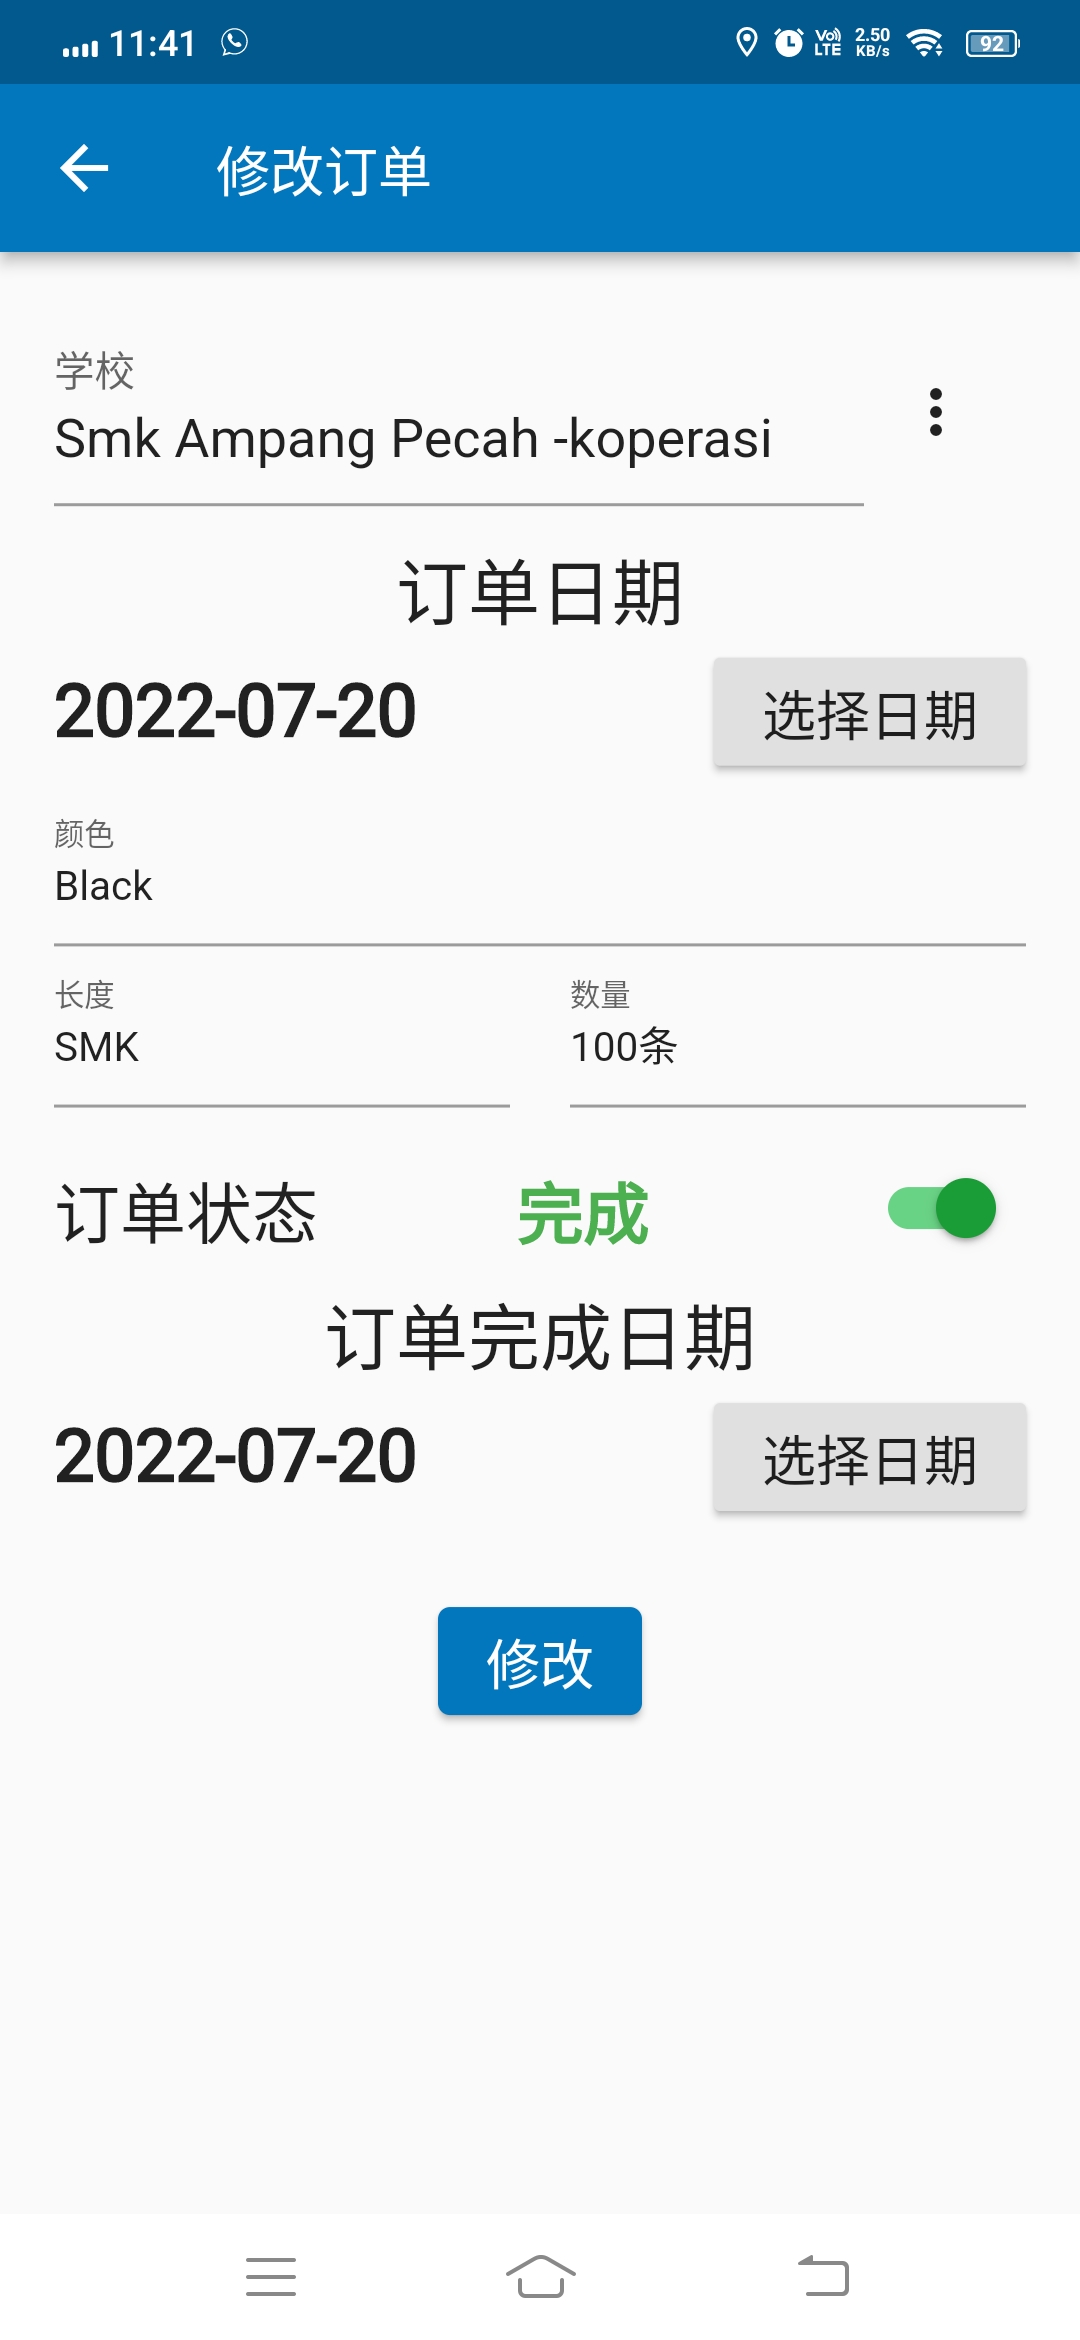 11:41
Vo)) LTE 2.50 KB/s 92
修改订单
学校
Smk Ampang Pecah -koperasi
订单日期
2022-07-20 选择日期
颜色
Black
长度 数量
SMK 100条
订单状态 完成
订单完成日期
2022-07-20 选择日期
修改